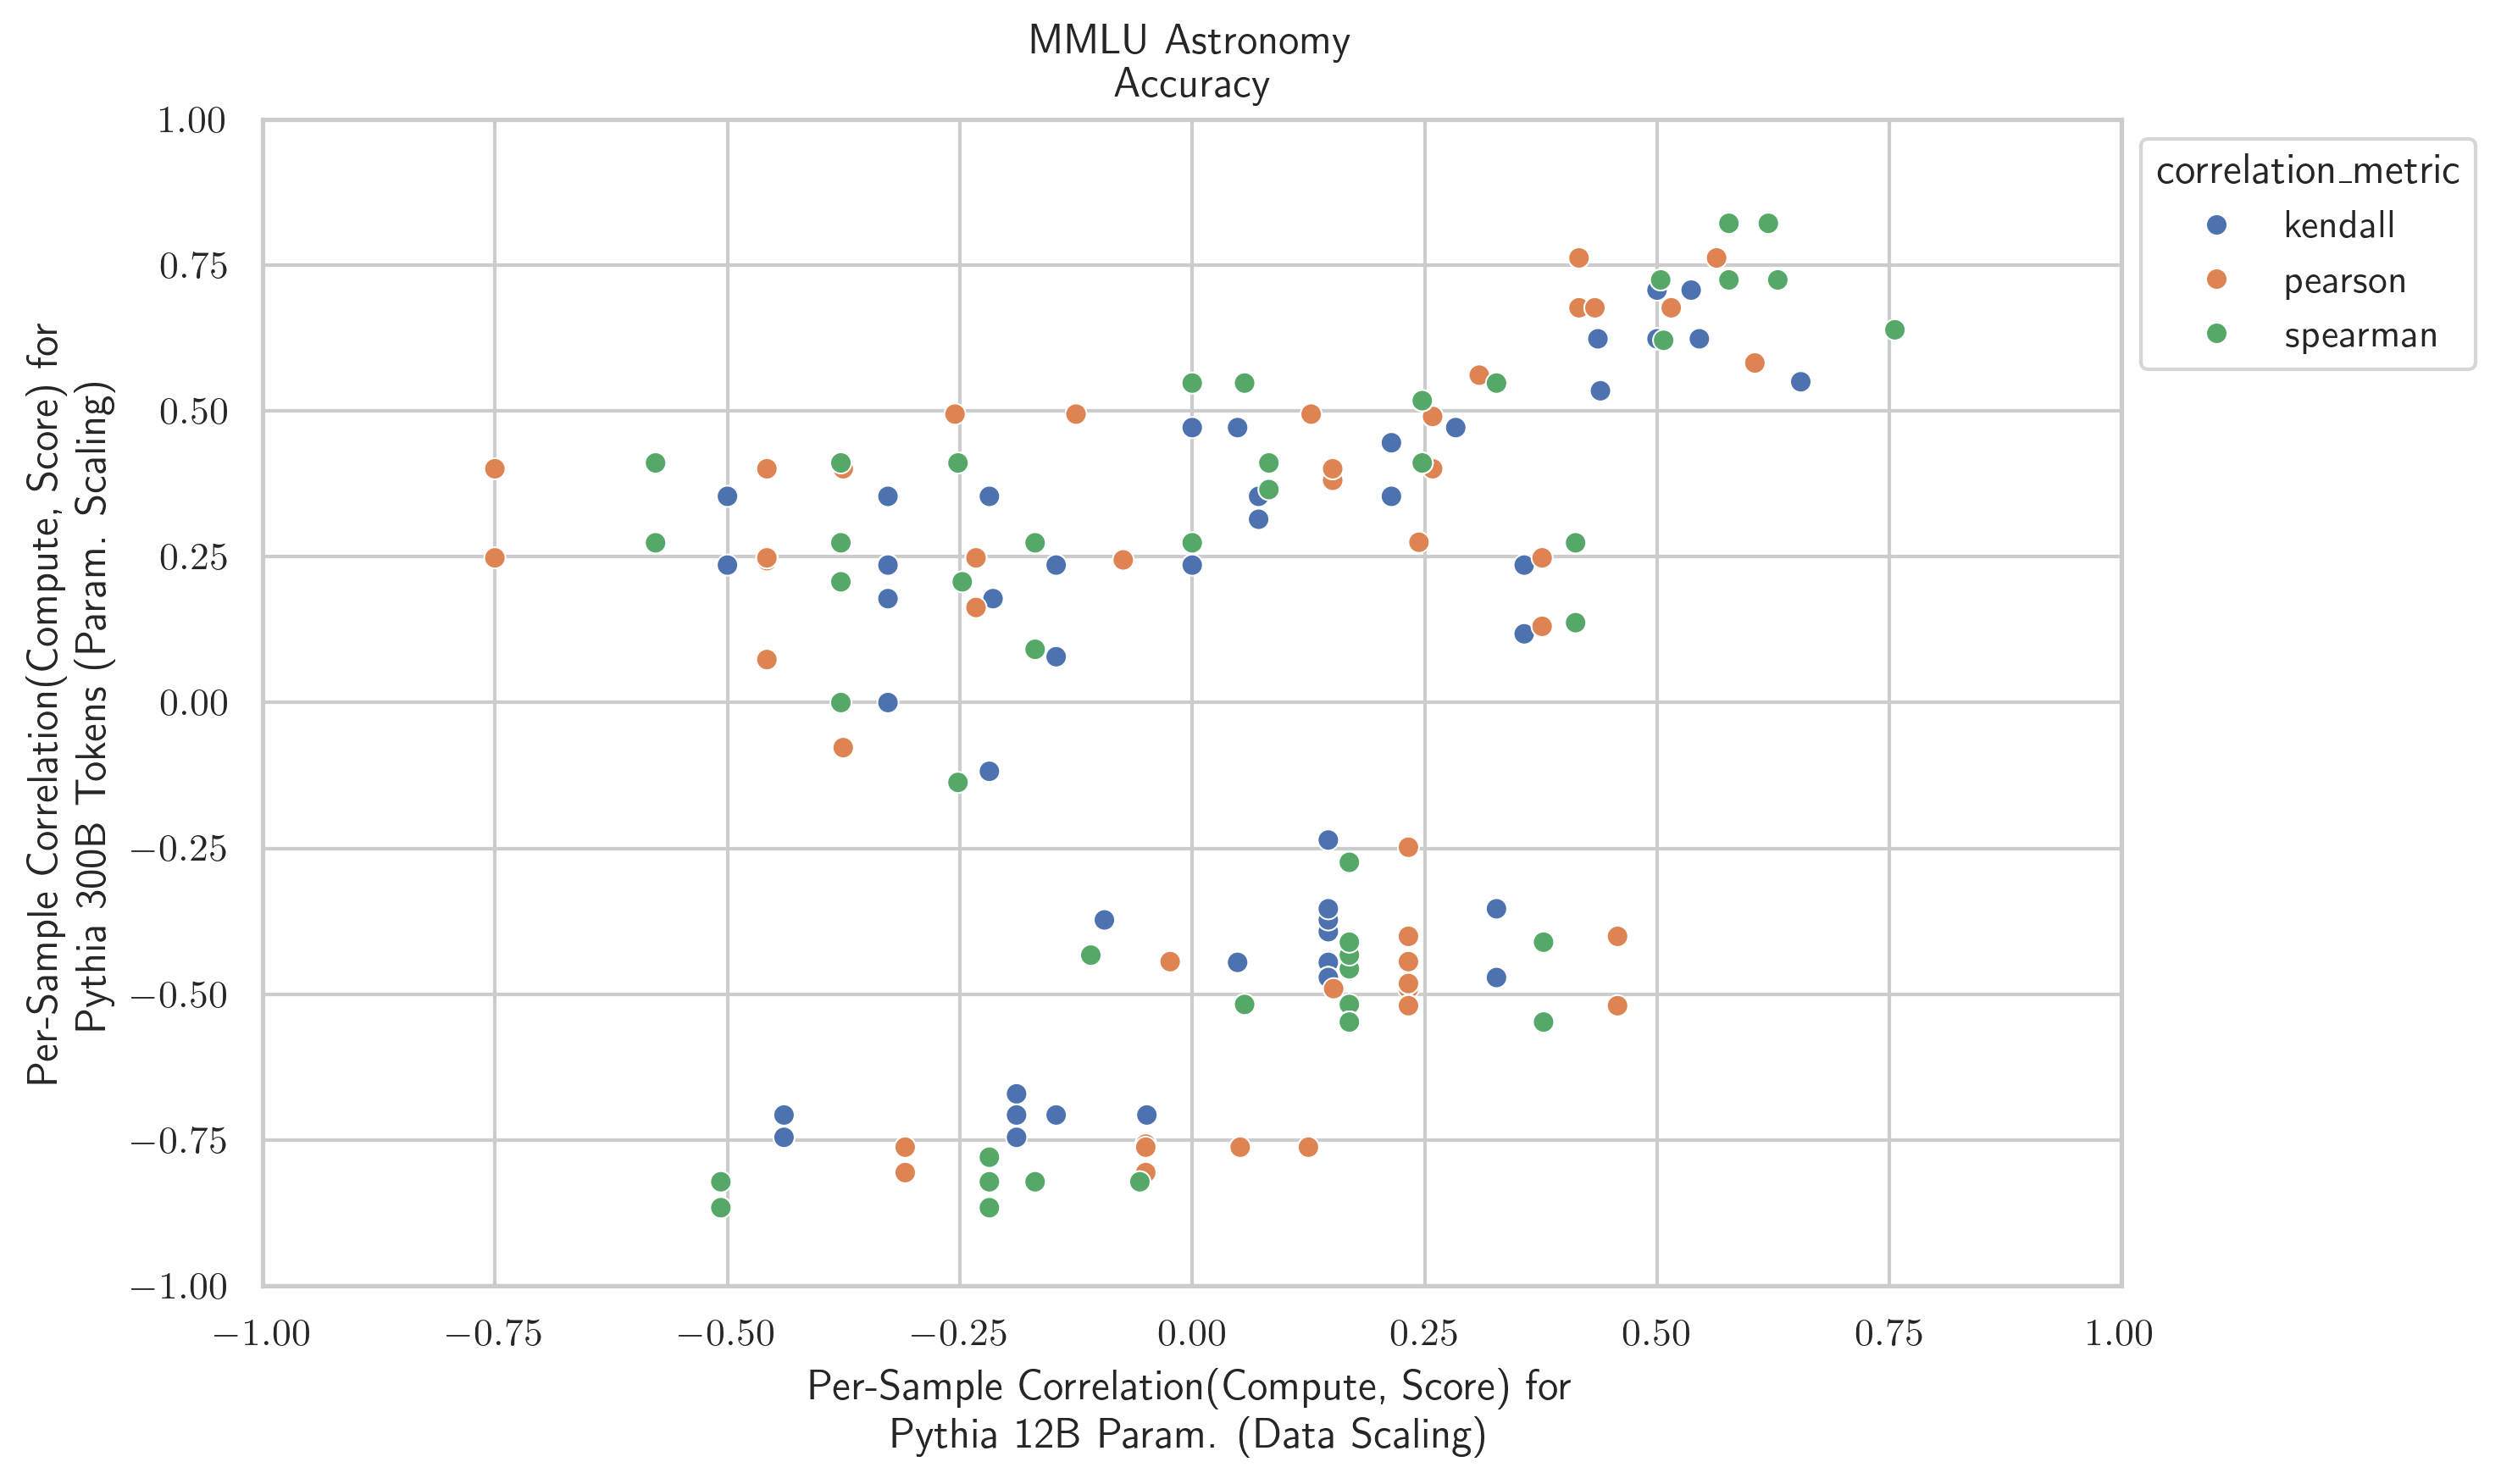 MMLU Astronomy
Accuracy
Per-Sample Correlation(Compute, Score) for
Pythia 300B Tokens (Param. Scaling)
1.00
0.75
0.50
0.25
0.00
−0.25
−0.50
−0.75
−1.00
−1.00 −0.75 −0.50 −0.25 0.00 0.25 0.50 0.75 1.00
Per-Sample Correlation(Compute, Score) for
Pythia 12B Param. (Data Scaling)
correlation_metric
kendall
pearson
spearman